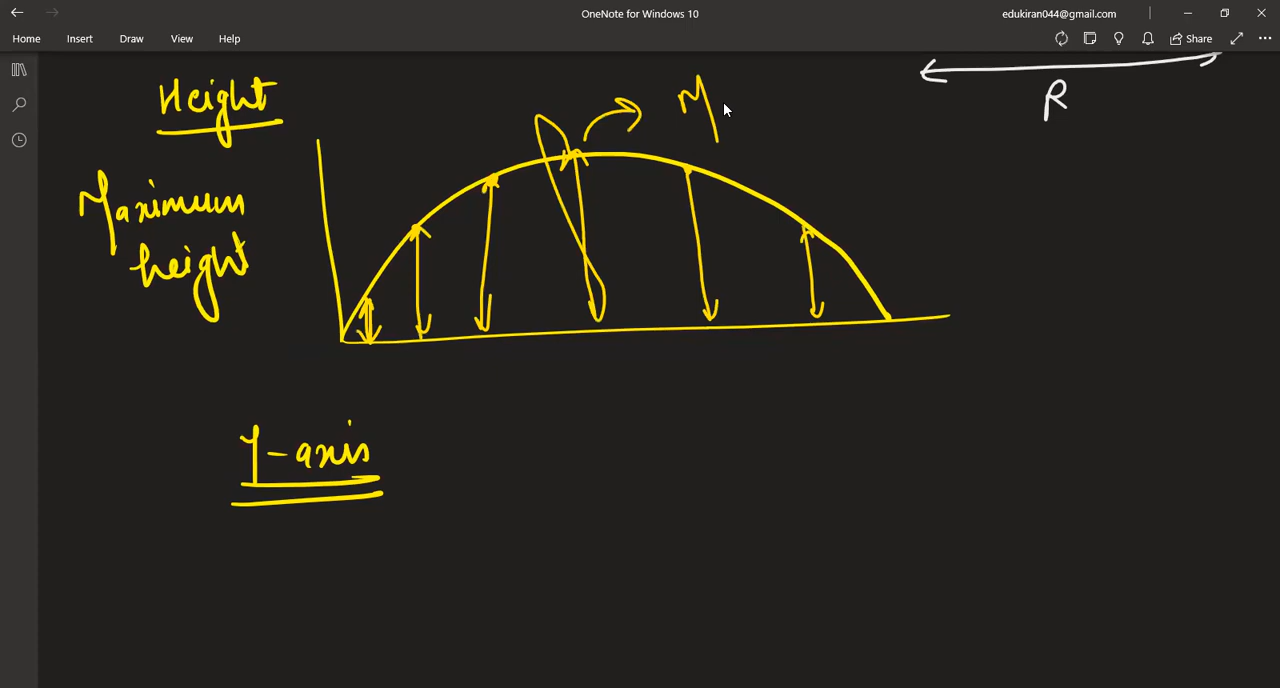 OneNote for Windows 10
edukiran044@gmail.com
Home Insert Draw View Help
Share
Height
M
R
Maximum
height
Y-axis